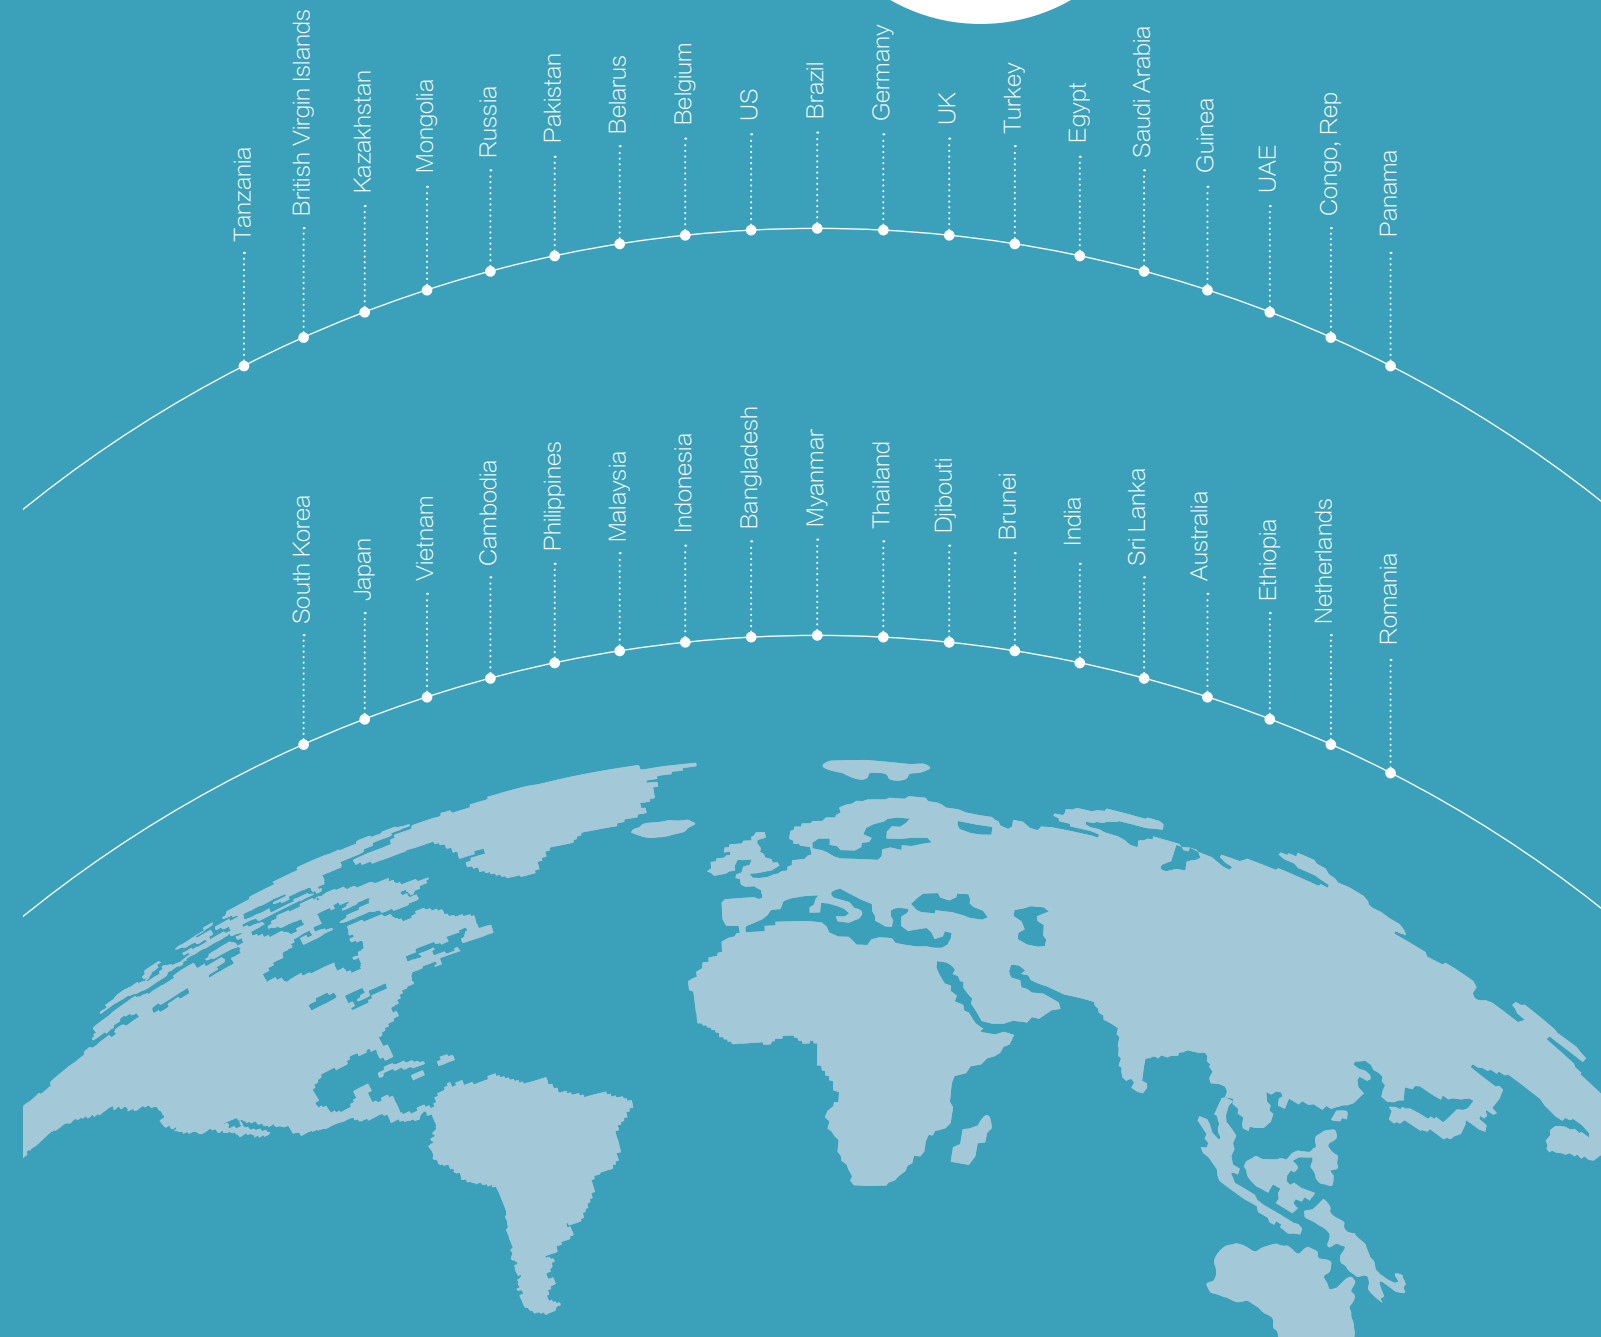 Tanzania
British Virgin Islands
Kazakhstan
Mongolia
Russia
Pakistan
Belarus
Belgium
US
Brazil
Germany
UK
Turkey
Egypt
Saudi Arabia
Guinea
UAE
Congo, Rep
Panama
South Korea
Japan
Vietnam
Cambodia
Philippines
Malaysia
Indonesia
Bangladesh
Myanmar
Thailand
Djibouti
Brunei
India
Sri Lanka
Australia
Ethiopia
Netherlands
Romania